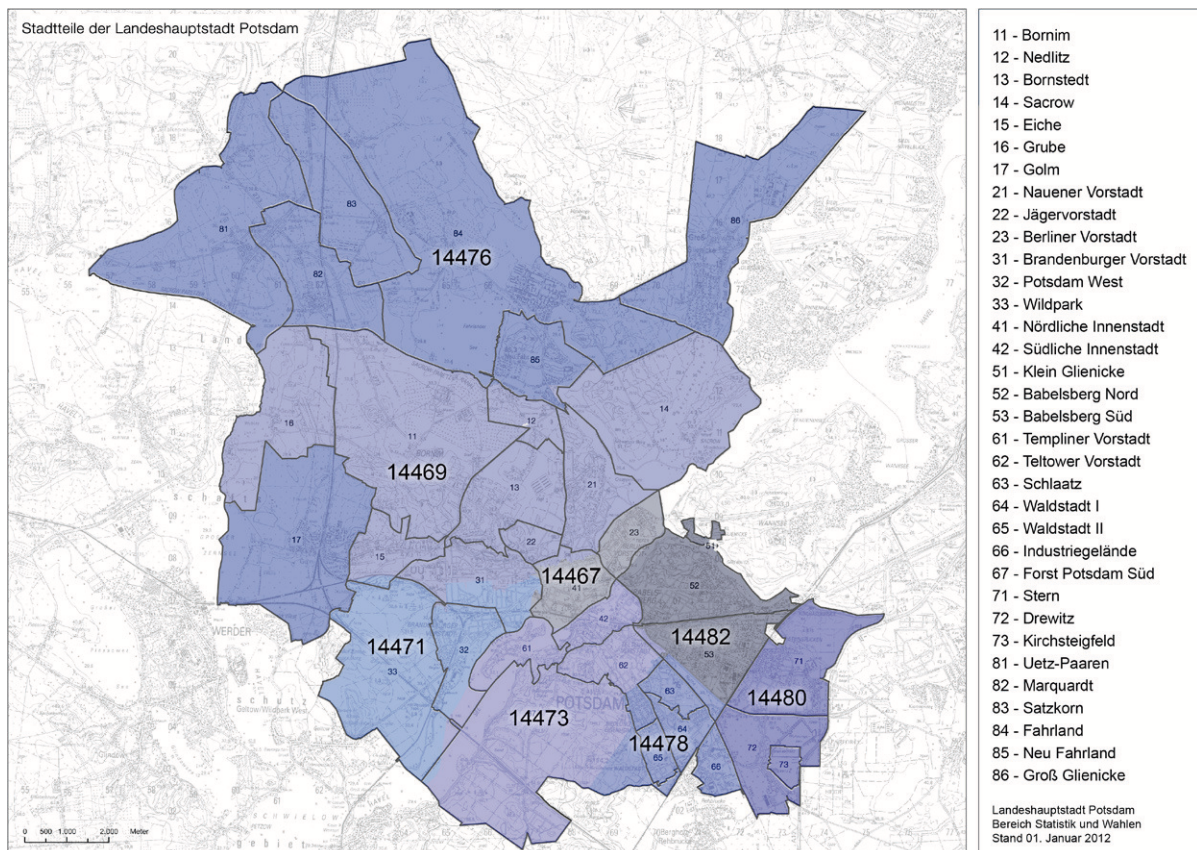 Stadtteile der Landeshauptstadt Potsdam
81
83
84
14476
82
86
85
16
11
14469
12
14
13
21
17
15
22
23
31
14467
41
51
52
14471
32
33
42
61
62
14482
53
71
14480
63
14473
POTSDAM
64
14478
65
66
72
73
WERDER
0 500 1.000 2.000 Meter
11 - Bornim
12 - Nedlitz
13 - Bornstedt
14 - Sacrow
15 - Eiche
16 - Grube
17 - Golm
21 - Nauener Vorstadt
22 - Jägervorstadt
23 - Berliner Vorstadt
31 - Brandenburger Vorstadt
32 - Potsdam West
33 - Wildpark
41 - Nördliche Innenstadt
42 - Südliche Innenstadt
51 - Klein Glienicke
52 - Babelsberg Nord
53 - Babelsberg Süd
61 - Templiner Vorstadt
62 - Teltower Vorstadt
63 - Schlaatz
64 - Waldstadt I
65 - Waldstadt II
66 - Industriegelände
67 - Forst Potsdam Süd
71 - Stern
72 - Drewitz
73 - Kirchsteigfeld
81 - Uetz-Paaren
82 - Marquardt
83 - Satzkorn
84 - Fahrland
85 - Neu Fahrland
86 - Groß Glienicke
Landeshauptstadt Potsdam
Bereich Statistik und Wahlen
Stand 01. Januar 2012